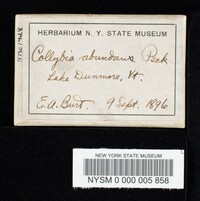 HERBARIUM N. Y. STATE MUSEUM
Collybia abundans Peck
Lake Dunmore, Vt.
E. A. Burt. 9 Sept. 1896
NEW YORK STATE MUSEUM
NYSM 0 000 005 858